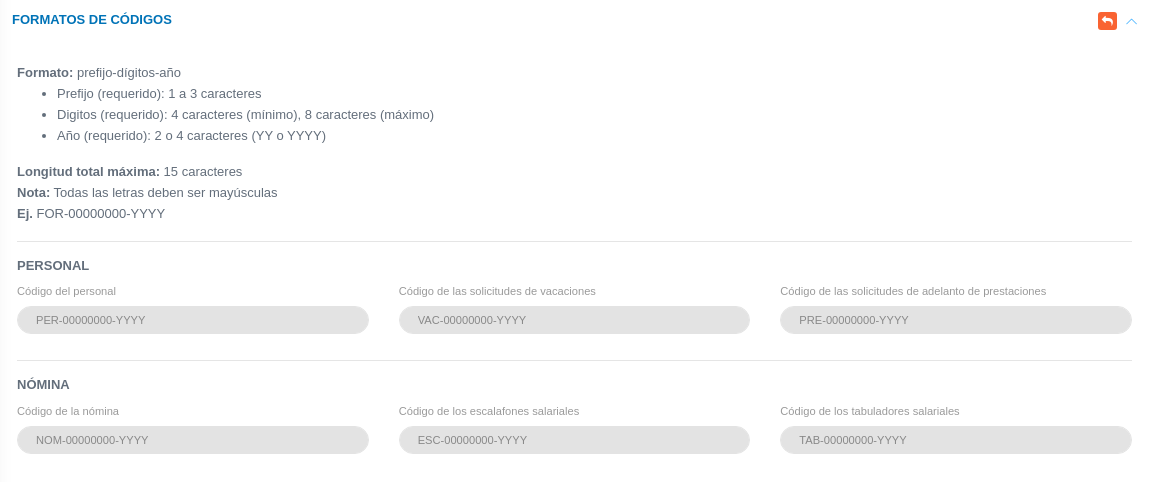 FORMATOS DE CÓDIGOS
Formato: prefijo-dígitos-año
Prefijo (requerido): 1 a 3 caracteres
Digitos (requerido): 4 caracteres (mínimo), 8 caracteres (máximo)
Año (requerido): 2 o 4 caracteres (YY o YYYY)
Longitud total máxima: 15 caracteres
Nota: Todas las letras deben ser mayúsculas
Ej. FOR-00000000-YYYY
PERSONAL
Código del personal
Código de las solicitudes de vacaciones
Código de las solicitudes de adelanto de prestaciones
PER-00000000-YYYY
VAC-00000000-YYYY
PRE-00000000-YYYY
NÓMINA
Código de la nómina
Código de los escalafones salariales
Código de los tabuladores salariales
NOM-00000000-YYYY
ESC-00000000-YYYY
TAB-00000000-YYYY